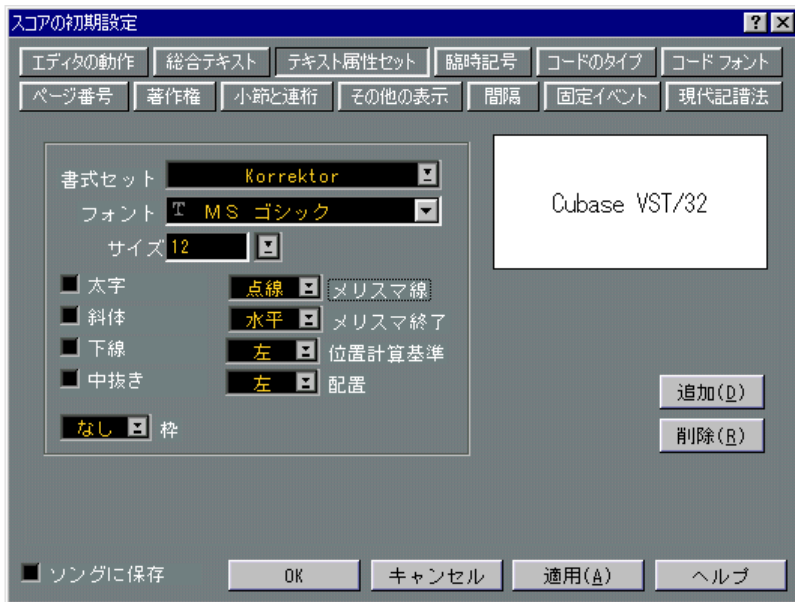 スコアの初期設定
エディタの動作 総合テキスト テキスト属性セット 臨時記号 コードのタイプ コード フォント
ページ番号 著作権 小節と連桁 その他の表示 間隔 固定イベント 現代記譜法
書式セット Korrektor
フォント T MS ゴシック
サイズ 12
Cubase VST/32
太字 点線 メリスマ線
斜体 水平 メリスマ終了
下線 左 位置計算基準
中抜き 左 配置
なし 枠
追加(D)
削除(R)
ソングに保存 OK キャンセル 適用(A) ヘルプ